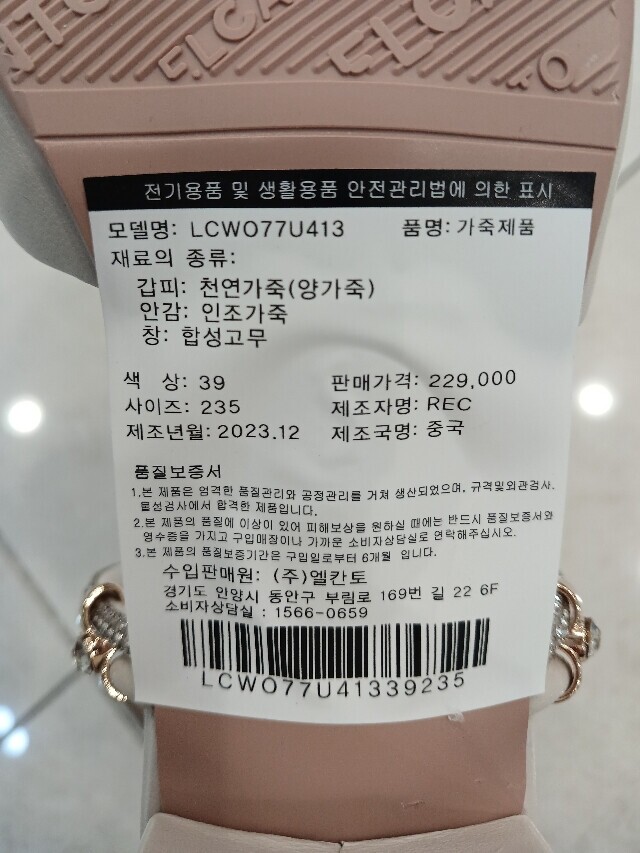 ELCA
전기용품 및 생활용품 안전관리법에 의한 표시
모델명: LCWO77U413 품명: 가죽제품
재료의 종류:
갑피: 천연가죽(양가죽)
안감: 인조가죽
창: 합성고무
색 상: 39 판매가격: 229,000
사이즈: 235 제조자명: REC
제조년월: 2023.12 제조국명: 중국
품질보증서
1.본 제품은 엄격한 품질관리와 공정관리를 거쳐 생산되었으며, 규격및외관검사,
물성검사에서 합격한 제품입니다.
2.본 제품의 품질에 이상이 있어 피해보상을 원하실 때에는 반드시 품질보증서와
영수증을 가지고 구입매장이나 가까운 소비자상담실로 연락해주십시오.
3.본 제품의 품질보증기간은 구입일로부터 6개월 입니다.
수입판매원: (주)엘칸토
경기도 안양시 동안구 부림로 169번 길 22 6F
소비자상담실 : 1566-0659
LCWO77U41339235